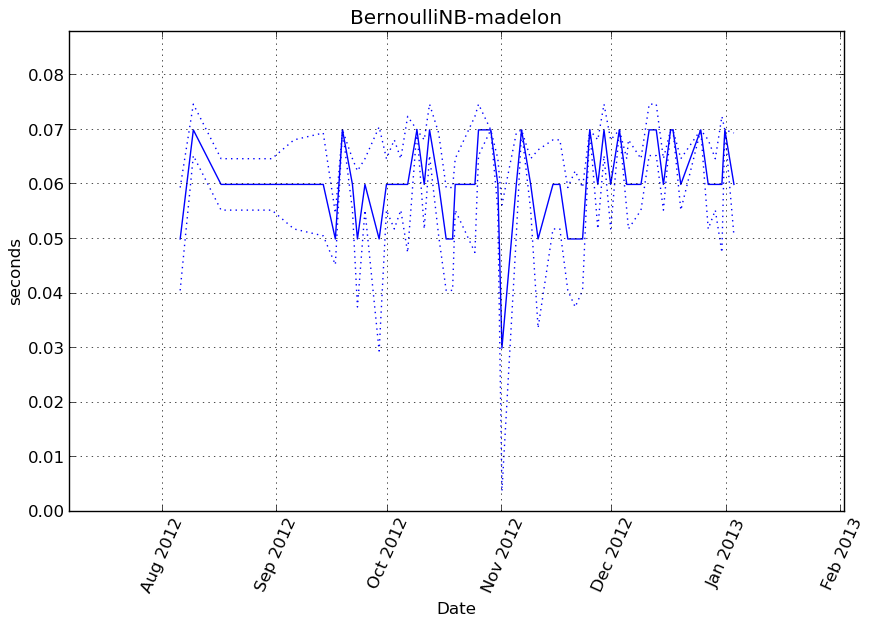 BernoulliNB-madelon
0.08
0.07
0.06
0.05
0.04
0.03
0.02
0.01
0.00
seconds
Aug 2012
Sep 2012
Oct 2012
Nov 2012
Dec 2012
Jan 2013
Feb 2013
Date